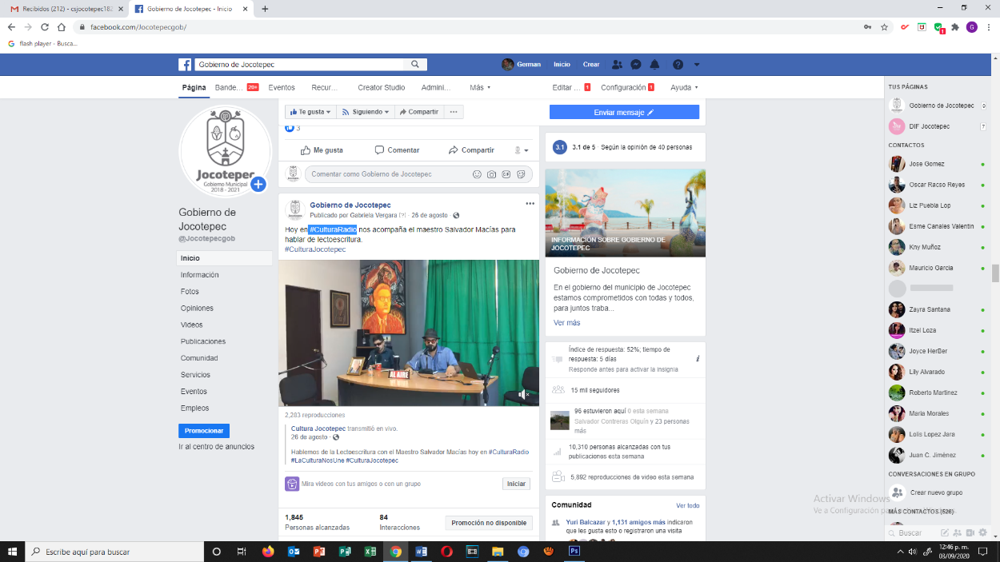 Recibidos (212) - csjocotepec182
Gobierno de Jocotepec - Inicio
facebook.com/Jocotepecgob/
flash player - Busca...
Gobierno de Jocotepec
German
Inicio
Crear
Página
Bande...
20+
Eventos
Recur...
Creator Studio
Admini...
Más
Editar ...
1
Configuración
1
Ayuda
Te gusta
Siguiendo
Compartir
Enviar mensaje
3
Me gusta
Comentar
Compartir
Comentar como Gobierno de Jocotepec
Jocotepec
Gobierno Municipal
2018 - 2021
Gobierno de
Jocotepec
@Jocotepecgob
Inicio
Información
Fotos
Opiniones
Videos
Publicaciones
Comunidad
Servicios
Eventos
Empleos
Promocionar
Ir al centro de anuncios
Gobierno de Jocotepec
Publicado por Gabriela Vergara [?] · 26 de agosto ·
Hoy en #CulturaRadio nos acompaña el maestro Salvador Macías para
hablar de lectoescritura.
#CulturaJocotepec
AL AIRE
2,283 reproducciones
Cultura Jocotepec transmitió en vivo.
26 de agosto ·
Hablemos de la Lectoescritura con el Maestro Salvador Macías hoy en #CulturaRadio
#LaCulturaNosUne #CulturaJocotepec
Mira videos con tus amigos o con un grupo
Iniciar
1,845
Personas alcanzadas
84
Interacciones
Promoción no disponible
3.1
3.1 de 5 · Según la opinión de 40 personas
INFORMACIÓN SOBRE GOBIERNO DE
JOCOTEPEC
Gobierno de Jocotepec
En el gobierno del municipio de Jocotepec
estamos comprometidos con todas y todos,
para juntos traba...
Ver más
Índice de respuesta: 52%; tiempo de
respuesta: 5 días
Responde antes para activar la insignia
15 mil seguidores
96 estuvieron aquí 0 esta semana
Salvador Contreras Olguín y 23 personas
más
10,310 personas alcanzadas con tus
publicaciones esta semana
5,892 reproducciones de video esta semana
Comunidad
Ver todo
Yuri Balcazar y 1,131 amigos más indicaron
que les gusta esto o registraron una visita
TUS PÁGINAS
Gobierno de Jocotepec
9
DIF Jocotepec
7
CONTACTOS
Jose Gomez
Oscar Racso Reyes
Liz Puebla Lop
Esme Canales Valentin
Kny Muñoz
Mauricio Garcia
Zayra Santana
Itzel Loza
Joyce HerBer
Lily Alvarado
Roberto Martinez
Maria Morales
Lolis Lopez Jara
Juan C. Jiménez
CONVERSACIONES EN GRUPO
Crear nuevo grupo
MÁS CONTACTOS (526)
Activar Windows
Ve a Configuración
Buscar
Escribe aquí para buscar
12:46 p. m.
03/09/2020